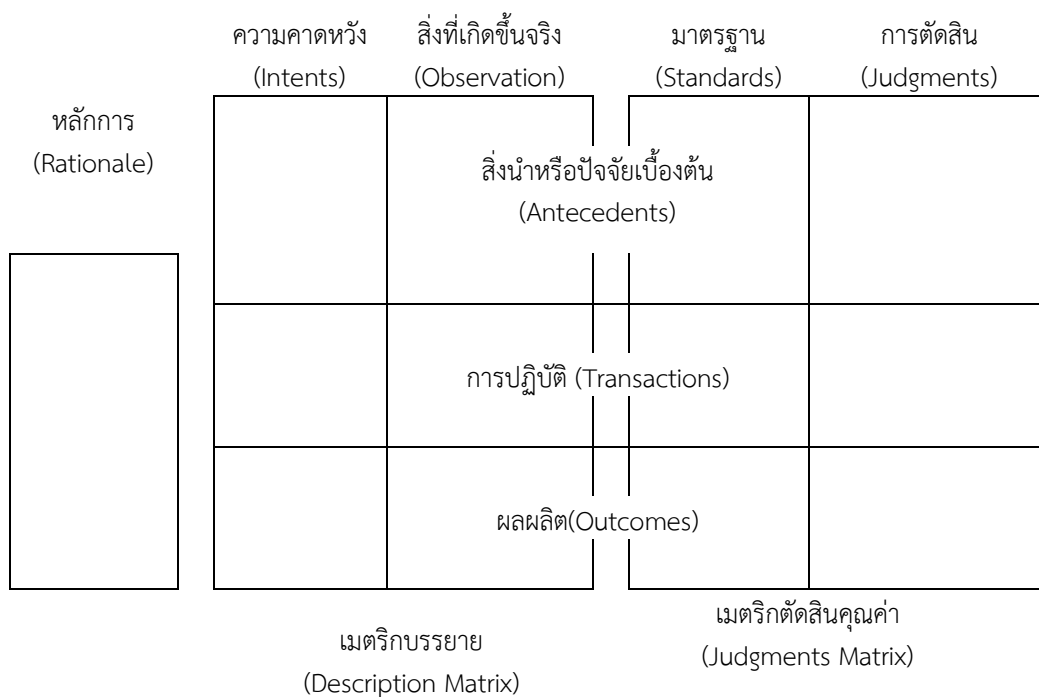 ความคาดหวัง
(Intents)
สิ่งที่เกิดขึ้นจริง
(Observation)
มาตรฐาน
(Standards)
การตัดสิน
(Judgments)
หลักการ
(Rationale)
สิ่งนำหรือปัจจัยเบื้องต้น
(Antecedents)
การปฏิบัติ (Transactions)
ผลผลิต(Outcomes)
เมตริกบรรยาย
(Description Matrix)
เมตริกตัดสินคุณค่า
(Judgments Matrix)